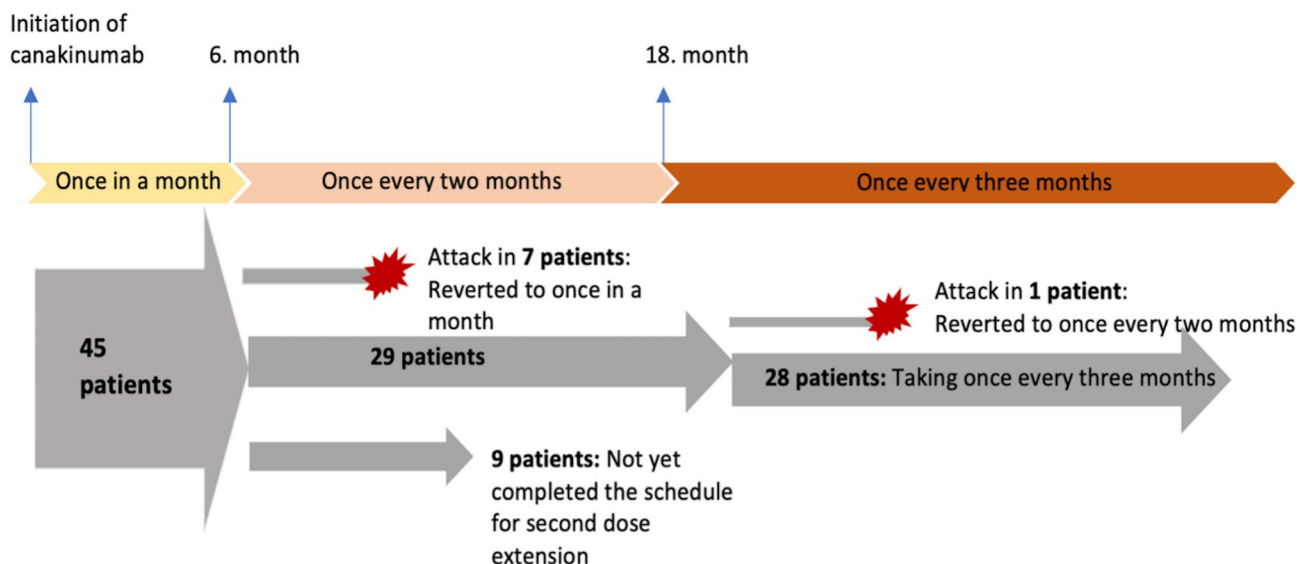 Initiation of
canakinumab
6. month
18. month
Once in a month
Once every two months
Once every three months
Attack in 7 patients:
Reverted to once in a
month
Attack in 1 patient:
Reverted to once every two months
45
patients
29 patients
28 patients: Taking once every three months
9 patients: Not yet
completed the schedule
for second dose
extension